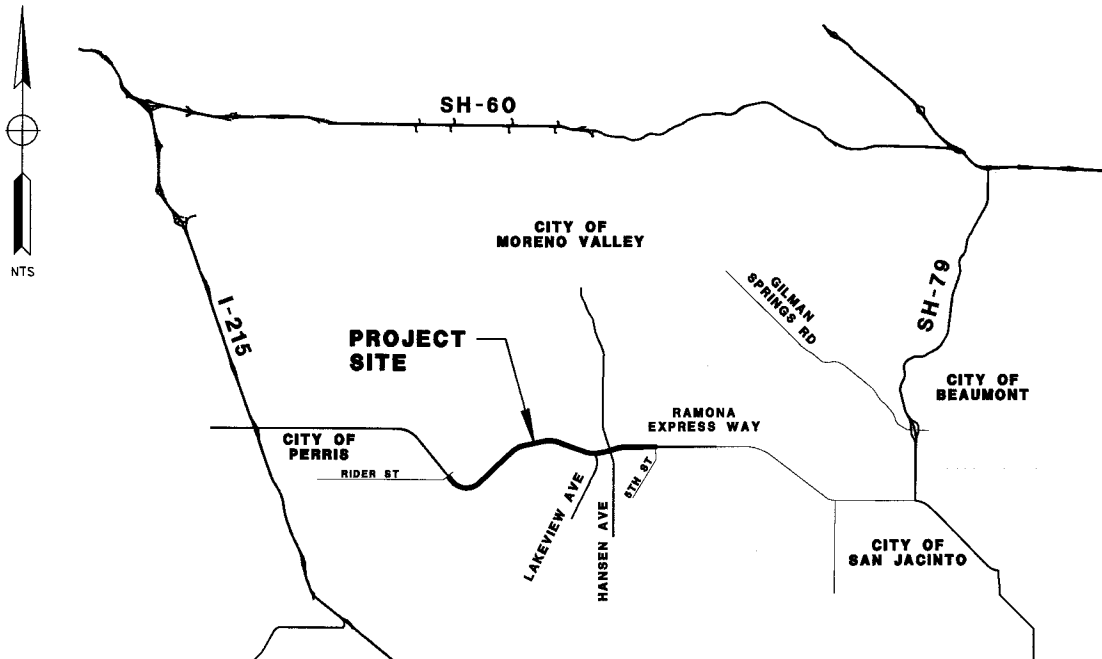 SH-60
NTS
CITY OF
MORENO VALLEY
GILMAN
SPRINGS RD
SH-79
I-215
PROJECT
SITE
CITY OF
BEAUMONT
RAMONA
EXPRESS WAY
CITY OF
PERRIS
RIDER ST
5TH ST
LAKEVIEW AVE
HANSEN AVE
CITY OF
SAN JACINTO